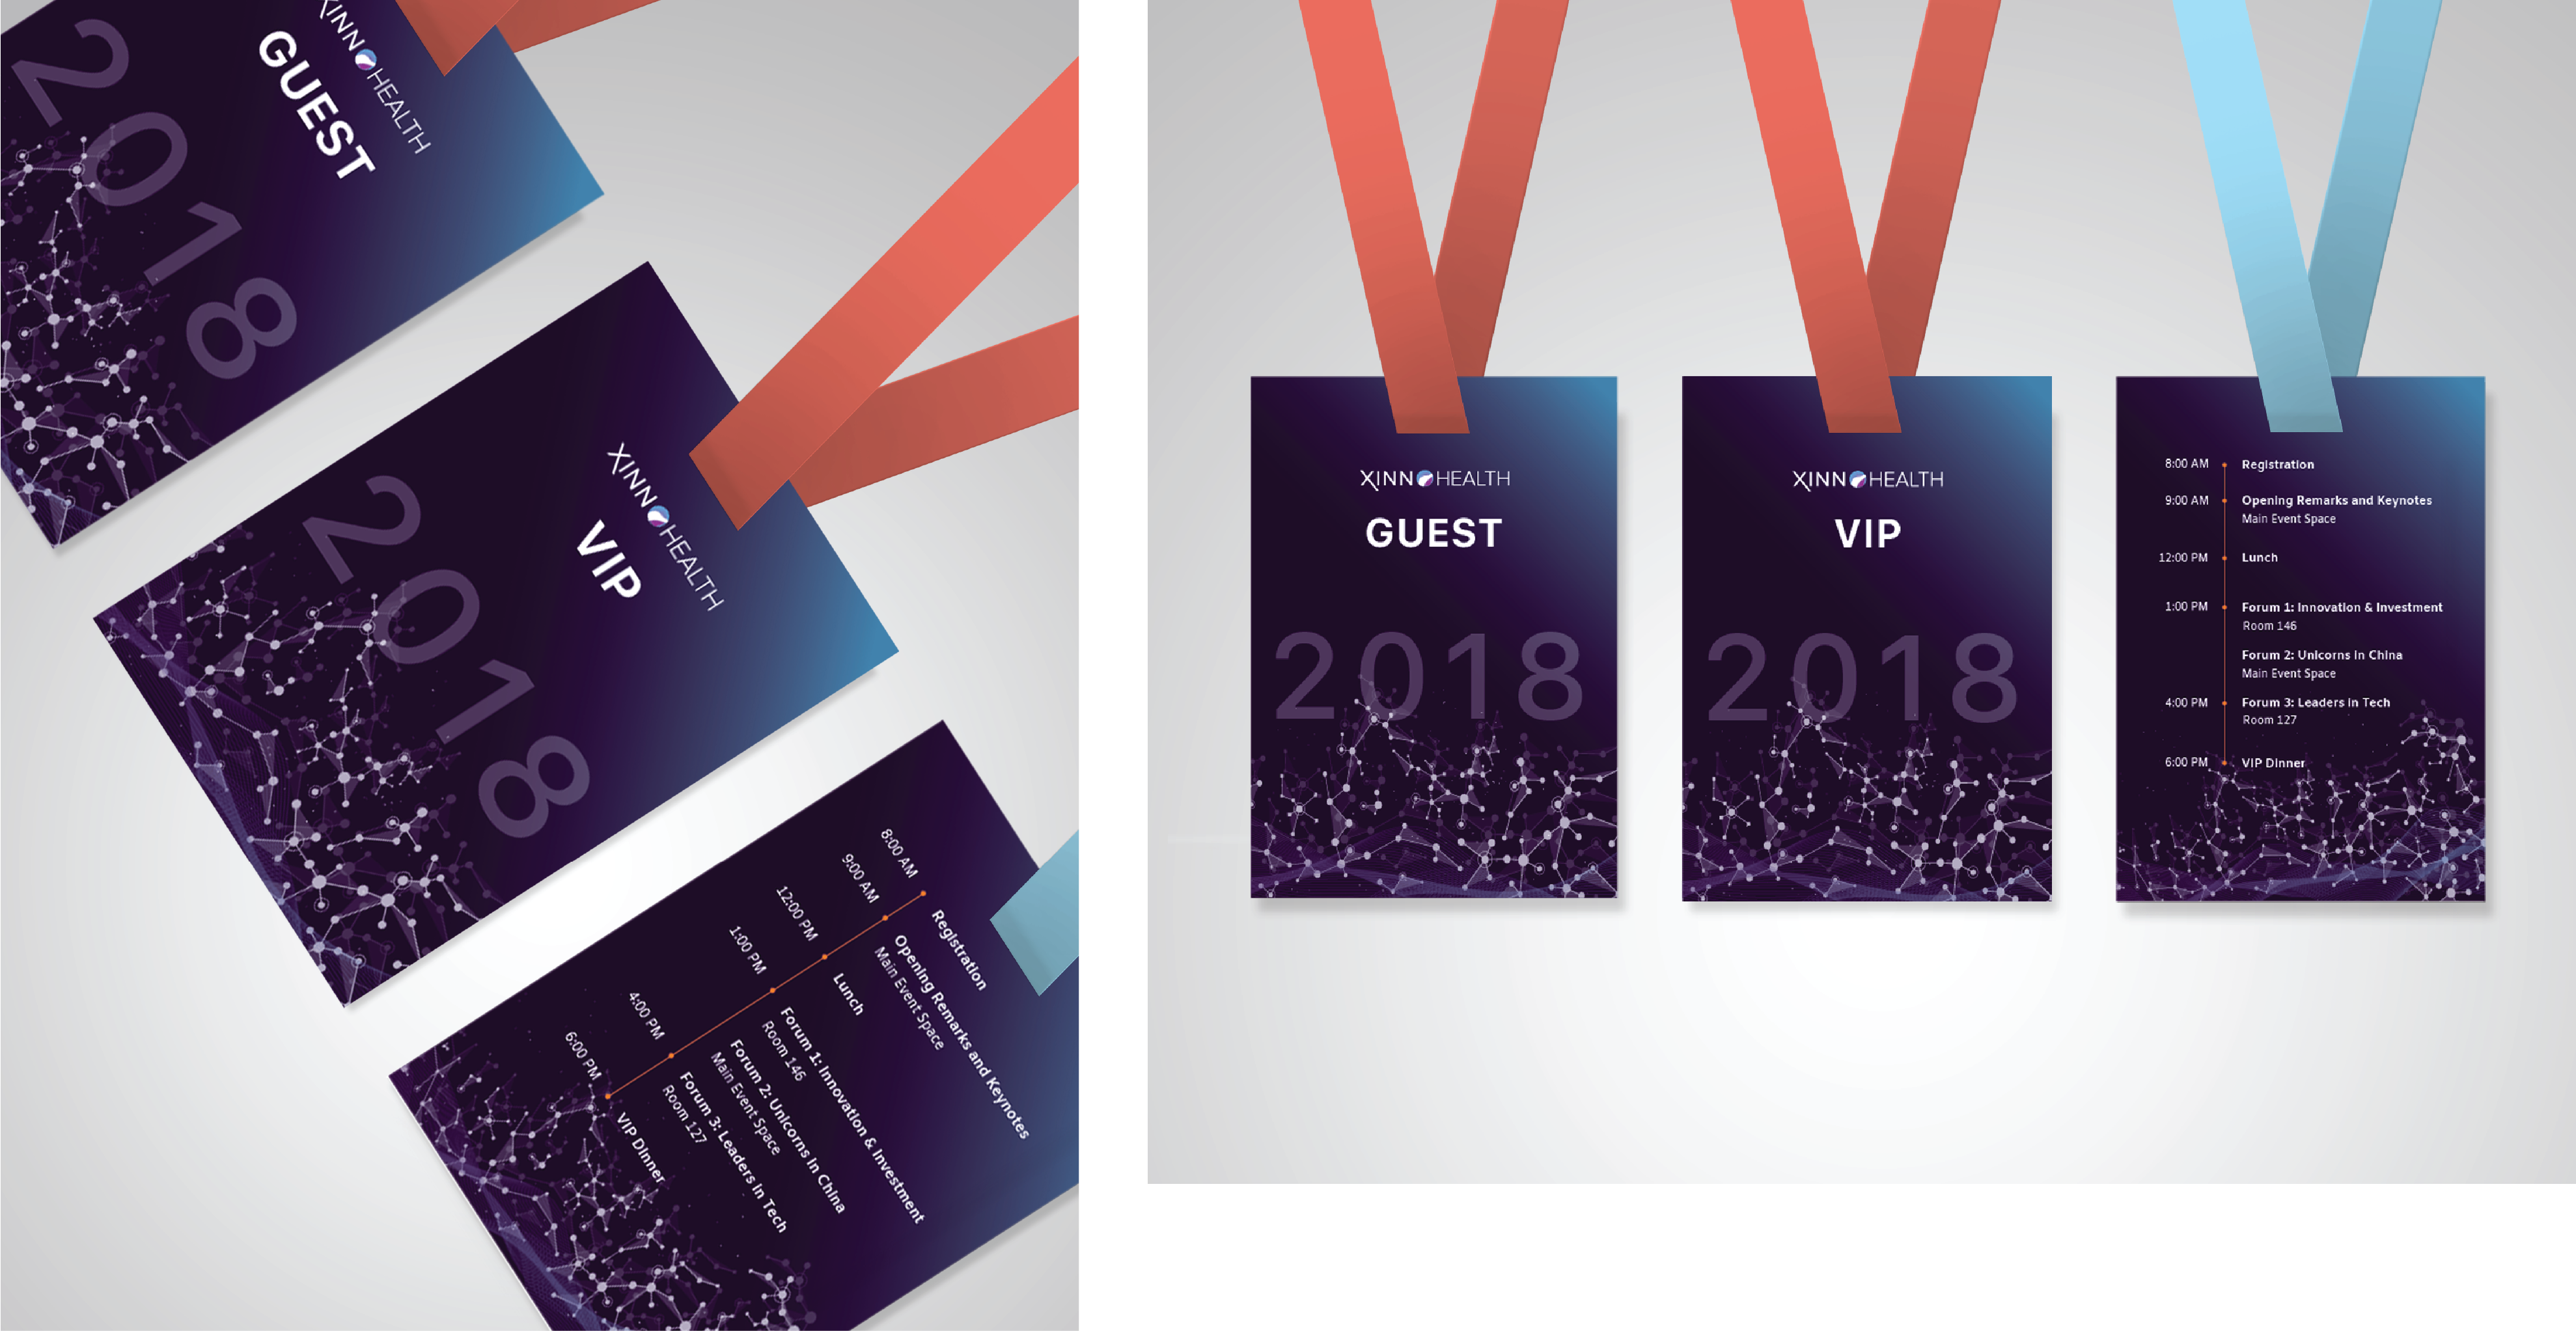 XINNOHEALTH
GUEST
2018
XINNOHEALTH
VIP
2018
8:00 AM Registration
9:00 AM Opening Remarks and Keynotes
Main Event Space
12:00 PM Lunch
1:00 PM Forum 1: Innovation & Investment
Room 146
Forum 2: Unicorns in China
Main Event Space
4:00 PM Forum 3: Leaders in Tech
Room 127
6:00 PM VIP Dinner
XINNOHEALTH
GUEST
2018
XINNOHEALTH
VIP
2018
8:00 AM Registration
9:00 AM Opening Remarks and Keynotes
Main Event Space
12:00 PM Lunch
1:00 PM Forum 1: Innovation & Investment
Room 146
Forum 2: Unicorns in China
Main Event Space
4:00 PM Forum 3: Leaders in Tech
Room 127
6:00 PM VIP Dinner